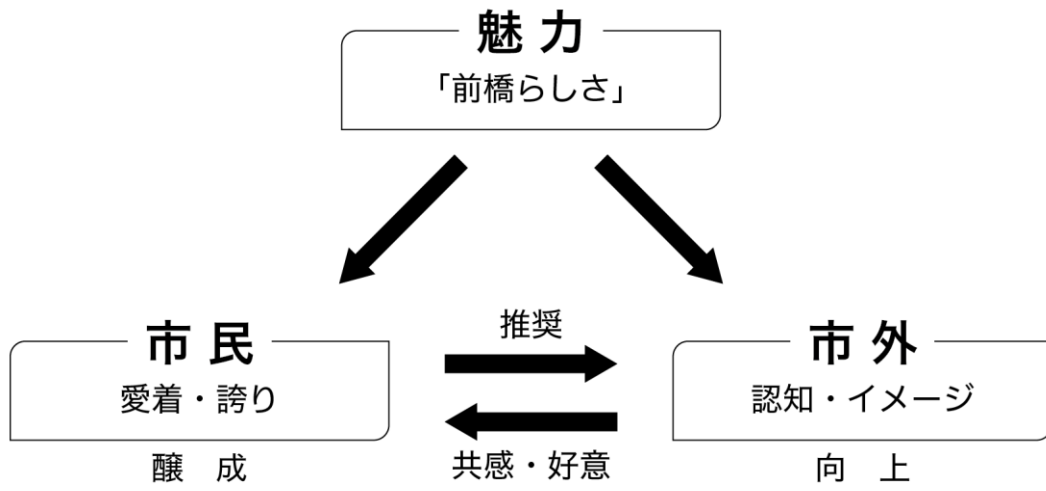 魅力
「前橋らしさ」
市民
愛着・誇り
醸成
推奨
共感・好意
市外
認知・イメージ
向上